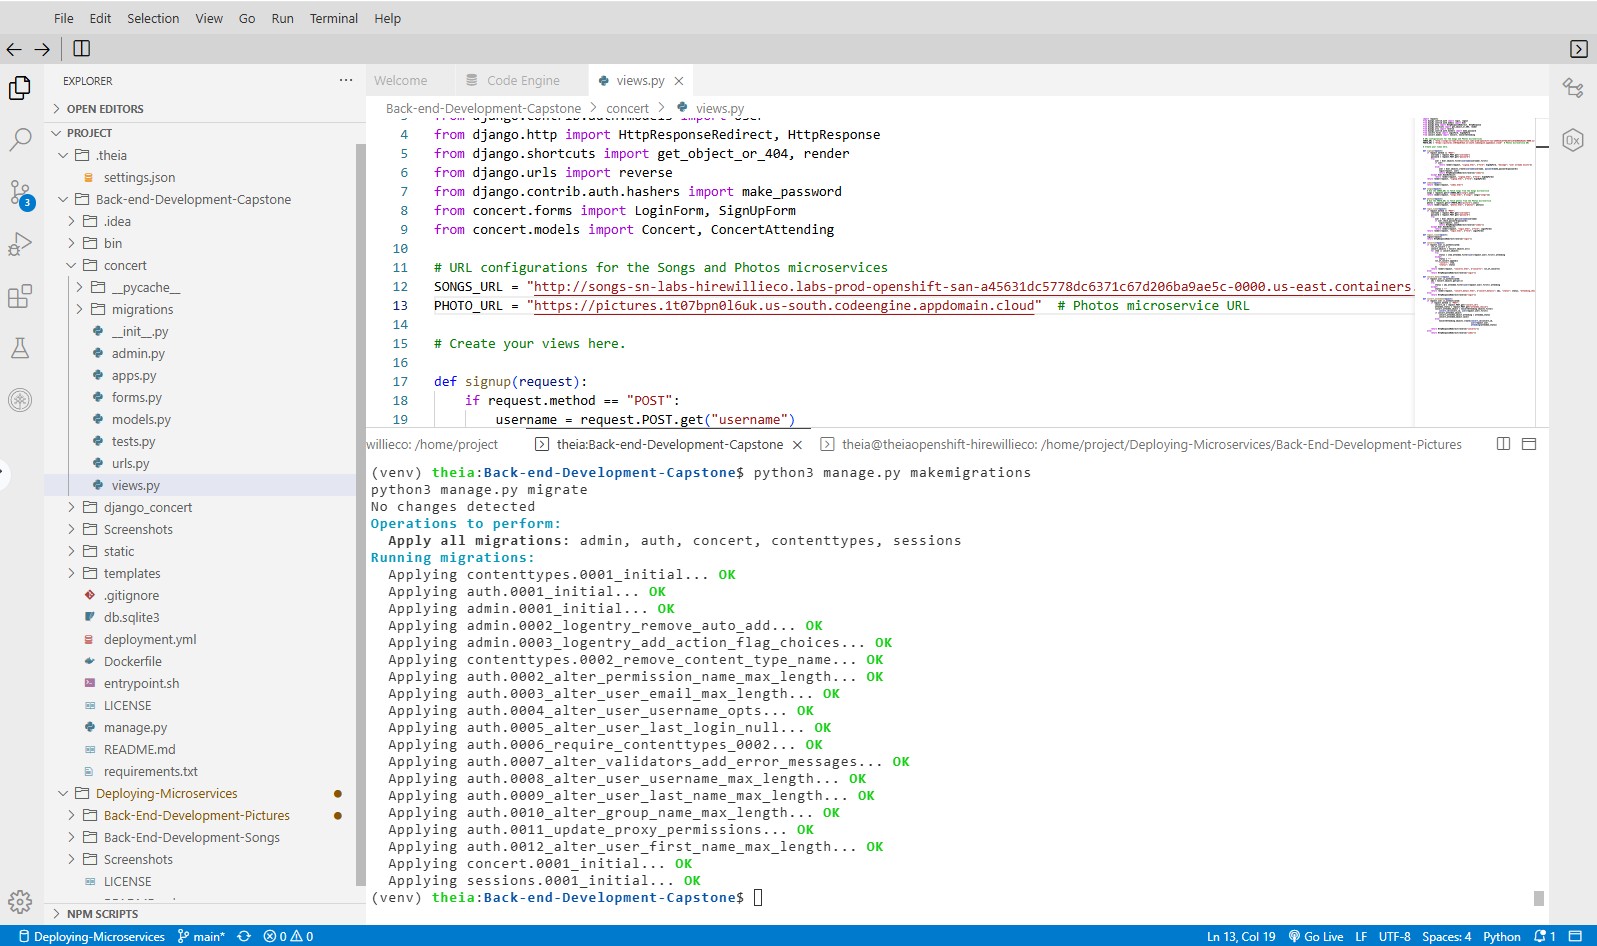 File Edit Selection View Go Run Terminal Help
EXPLORER
OPEN EDITORS
PROJECT
.theia
settings.json
Back-end-Development-Capstone
.idea
bin
concert
__pycache__
migrations
__init__.py
admin.py
apps.py
forms.py
models.py
tests.py
urls.py
views.py
django_concert
Screenshots
static
templates
.gitignore
db.sqlite3
deployment.yml
Dockerfile
entrypoint.sh
LICENSE
manage.py
README.md
requirements.txt
Deploying-Microservices
Back-End-Development-Pictures
Back-End-Development-Songs
Screenshots
LICENSE
NPM SCRIPTS
3
Welcome Code Engine views.py
Back-end-Development-Capstone > concert > views.py
4 from django.http import HttpResponseRedirect, HttpResponse
5 from django.shortcuts import get_object_or_404, render
6 from django.urls import reverse
7 from django.contrib.auth.hashers import make_password
8 from concert.forms import LoginForm, SignUpForm
9 from concert.models import Concert, ConcertAttending
10
11 # URL configurations for the Songs and Photos microservices
12 SONGS_URL = "http://songs-sn-labs-hirewillieco.labs-prod-openshift-san-a45631dc5778dc6371c67d206ba9ae5c-0000.us-east.containers.
13 PHOTO_URL = "https://pictures.1t07bpn0l6uk.us-south.codeengine.appdomain.cloud" # Photos microservice URL
14
15 # Create your views here.
16
17 def signup(request):
18 if request.method == "POST":
19 username = request.POST.get("username")
willieco: /home/project theia:Back-end-Development-Capstone theia@theiaopenshift-hirewillieco: /home/project/Deploying-Microservices/Back-End-Development-Pictures
(venv) theia:Back-end-Development-Capstone$ python3 manage.py makemigrations
python3 manage.py migrate
No changes detected
Operations to perform:
Apply all migrations: admin, auth, concert, contenttypes, sessions
Running migrations:
Applying contenttypes.0001_initial... OK
Applying auth.0001_initial... OK
Applying admin.0001_initial... OK
Applying admin.0002_logentry_remove_auto_add... OK
Applying admin.0003_logentry_add_action_flag_choices... OK
Applying contenttypes.0002_remove_content_type_name... OK
Applying auth.0002_alter_permission_name_max_length... OK
Applying auth.0003_alter_user_email_max_length... OK
Applying auth.0004_alter_user_username_opts... OK
Applying auth.0005_alter_user_last_login_null... OK
Applying auth.0006_require_contenttypes_0002... OK
Applying auth.0007_alter_validators_add_error_messages... OK
Applying auth.0008_alter_user_username_max_length... OK
Applying auth.0009_alter_user_last_name_max_length... OK
Applying auth.0010_alter_group_name_max_length... OK
Applying auth.0011_update_proxy_permissions... OK
Applying auth.0012_alter_user_first_name_max_length... OK
Applying concert.0001_initial... OK
Applying sessions.0001_initial... OK
(venv) theia:Back-end-Development-Capstone$
0x
Deploying-Microservices main* 0 0 Ln 13, Col 19 Go Live LF UTF-8 Spaces: 4 Python 1